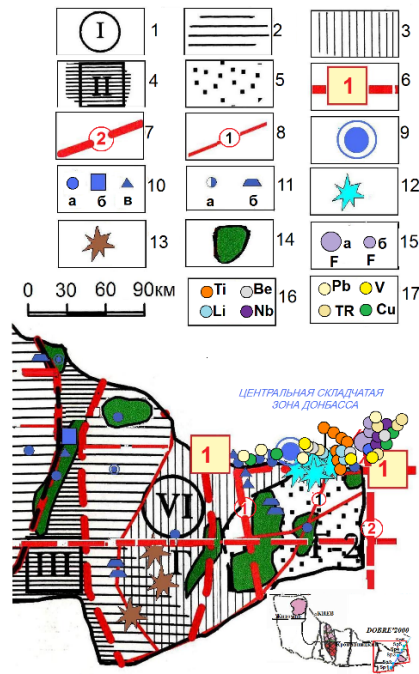 I 1 2 3
II 4 5 1 6
2 7 1 8 9
а б в 10 а б 11 12
13 14 а б 15
F F
Ti Be
Li Nb 16
Pb V
TR Cu 17
0 30 60 90 км
ЦЕНТРАЛЬНАЯ СКЛАДЧАТАЯ
ЗОНА ДОНБАССА
1 1
VI 1 1
2
III
DOBRE'2000